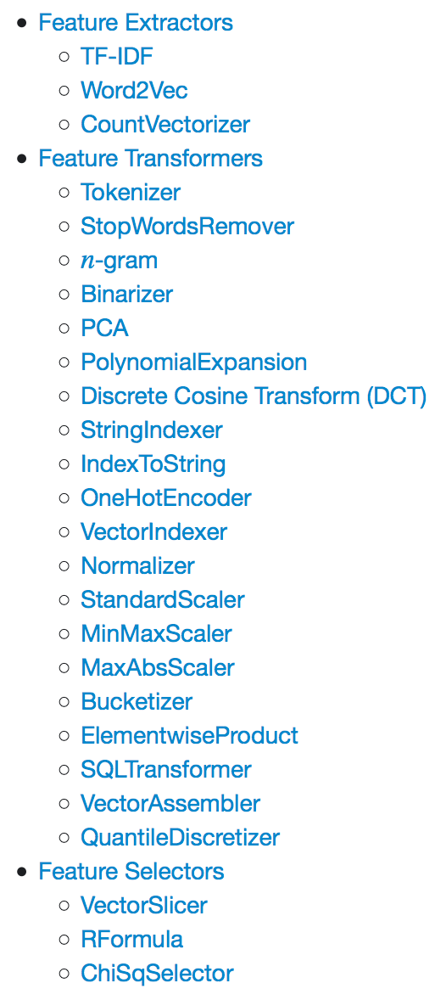 Feature Extractors
TF-IDF
Word2Vec
CountVectorizer
Feature Transformers
Tokenizer
StopWordsRemover
n-gram
Binarizer
PCA
PolynomialExpansion
Discrete Cosine Transform (DCT)
StringIndexer
IndexToString
OneHotEncoder
VectorIndexer
Normalizer
StandardScaler
MinMaxScaler
MaxAbsScaler
Bucketizer
ElementwiseProduct
SQLTransformer
VectorAssembler
QuantileDiscretizer
Feature Selectors
VectorSlicer
RFormula
ChiSqSelector